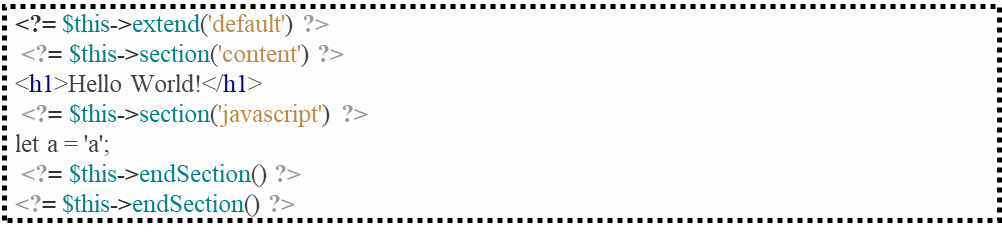 <?= $this->extend('default') ?>
<?= $this->section('content') ?>
<h1>Hello World!</h1>
<?= $this->section('javascript') ?>
let a = 'a';
<?= $this->endSection() ?>
<?= $this->endSection() ?>